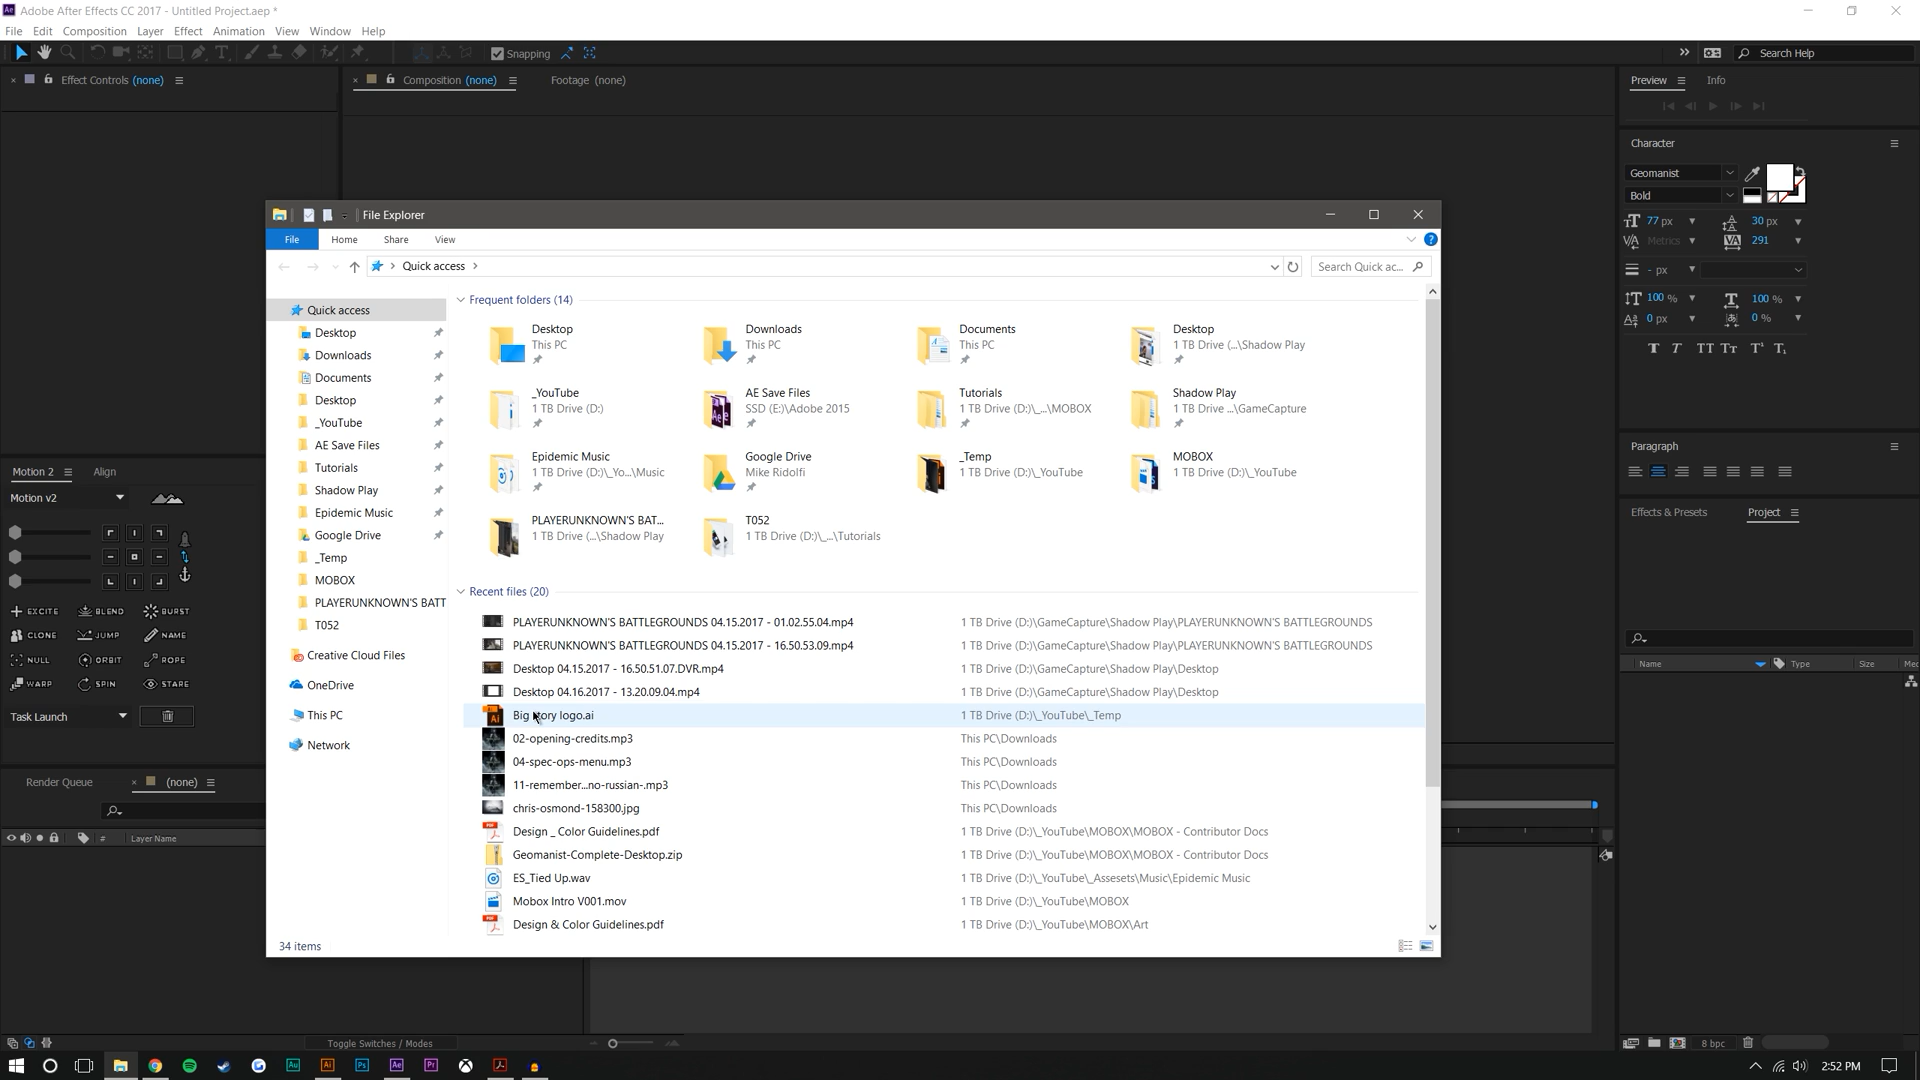 Adobe After Effects CC 2017 - Untitled Project.aep *
File Edit Composition Layer Effect Animation View Window Help
Snapping
Search Help
Effect Controls (none)
Composition (none)
Footage (none)
Preview
Info
Character
Geomanist
Bold
77 px
30 px
Metrics
291
- px
100 %
100 %
0 px
0 %
Paragraph
Effects & Presets
Project
Name
Type
Size
8 bpc
Motion 2
Align
Motion v2
EXCITE BLEND BURST
CLONE JUMP NAME
NULL ORBIT ROPE
WARP SPIN STARE
Task Launch
Render Queue
(none)
# Layer Name
Toggle Switches / Modes
File Explorer
File Home Share View
Quick access
Search Quick ac...
Quick access
Desktop
Downloads
Documents
Desktop
_YouTube
AE Save Files
Tutorials
Shadow Play
Epidemic Music
Google Drive
_Temp
MOBOX
PLAYERUNKNOWN'S BATT
T052
Creative Cloud Files
OneDrive
This PC
Network
Frequent folders (14)
Desktop
This PC
Downloads
This PC
Documents
This PC
Desktop
1 TB Drive (...\Shadow Play
_YouTube
1 TB Drive (D:)
AE Save Files
SSD (E:)\Adobe 2015
Tutorials
1 TB Drive (D:)\_...\MOBOX
Shadow Play
1 TB Drive ...\GameCapture
Epidemic Music
1 TB Drive (D:)\_Yo...\Music
Google Drive
Mike Ridolfi
_Temp
1 TB Drive (D:)\_YouTube
MOBOX
1 TB Drive (D:)\_YouTube
PLAYERUNKNOWN'S BAT...
1 TB Drive (...\Shadow Play
T052
1 TB Drive (D:)\_...\Tutorials
Recent files (20)
PLAYERUNKNOWN'S BATTLEGROUNDS 04.15.2017 - 01.02.55.04.mp4 1 TB Drive (D:)\GameCapture\Shadow Play\PLAYERUNKNOWN'S BATTLEGROUNDS
PLAYERUNKNOWN'S BATTLEGROUNDS 04.15.2017 - 16.50.53.09.mp4 1 TB Drive (D:)\GameCapture\Shadow Play\PLAYERUNKNOWN'S BATTLEGROUNDS
Desktop 04.15.2017 - 16.50.51.07.DVR.mp4 1 TB Drive (D:)\GameCapture\Shadow Play\Desktop
Desktop 04.16.2017 - 13.20.09.04.mp4 1 TB Drive (D:)\GameCapture\Shadow Play\Desktop
Big story logo.ai 1 TB Drive (D:)\_YouTube\_Temp
02-opening-credits.mp3 This PC\Downloads
04-spec-ops-menu.mp3 This PC\Downloads
11-remember...no-russian-.mp3 This PC\Downloads
chris-osmond-158300.jpg This PC\Downloads
Design _ Color Guidelines.pdf 1 TB Drive (D:)\_YouTube\MOBOX\MOBOX - Contributor Docs
Geomanist-Complete-Desktop.zip 1 TB Drive (D:)\_YouTube\MOBOX\MOBOX - Contributor Docs
ES_Tied Up.wav 1 TB Drive (D:)\_YouTube\_Assesets\Music\Epidemic Music
Mobox Intro V001.mov 1 TB Drive (D:)\_YouTube\MOBOX
Design & Color Guidelines.pdf 1 TB Drive (D:)\_YouTube\MOBOX\Art
34 items
2:52 PM